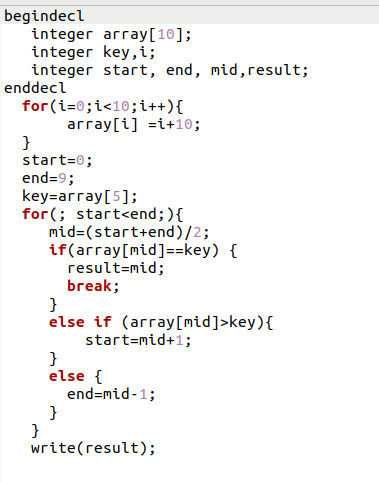 begindecl
   integer array[10];
   integer key,i;
   integer start, end, mid,result;
enddecl
  for(i=0;i<10;i++){
       array[i] =i+10;
  }
  start=0;
  end=9;
  key=array[5];
  for(; start<end;){
     mid=(start+end)/2;
     if(array[mid]==key) {
       result=mid;
       break;
     }
     else if (array[mid]>key){
         start=mid+1;
     }
     else {
       end=mid-1;
     }
   }
   write(result);